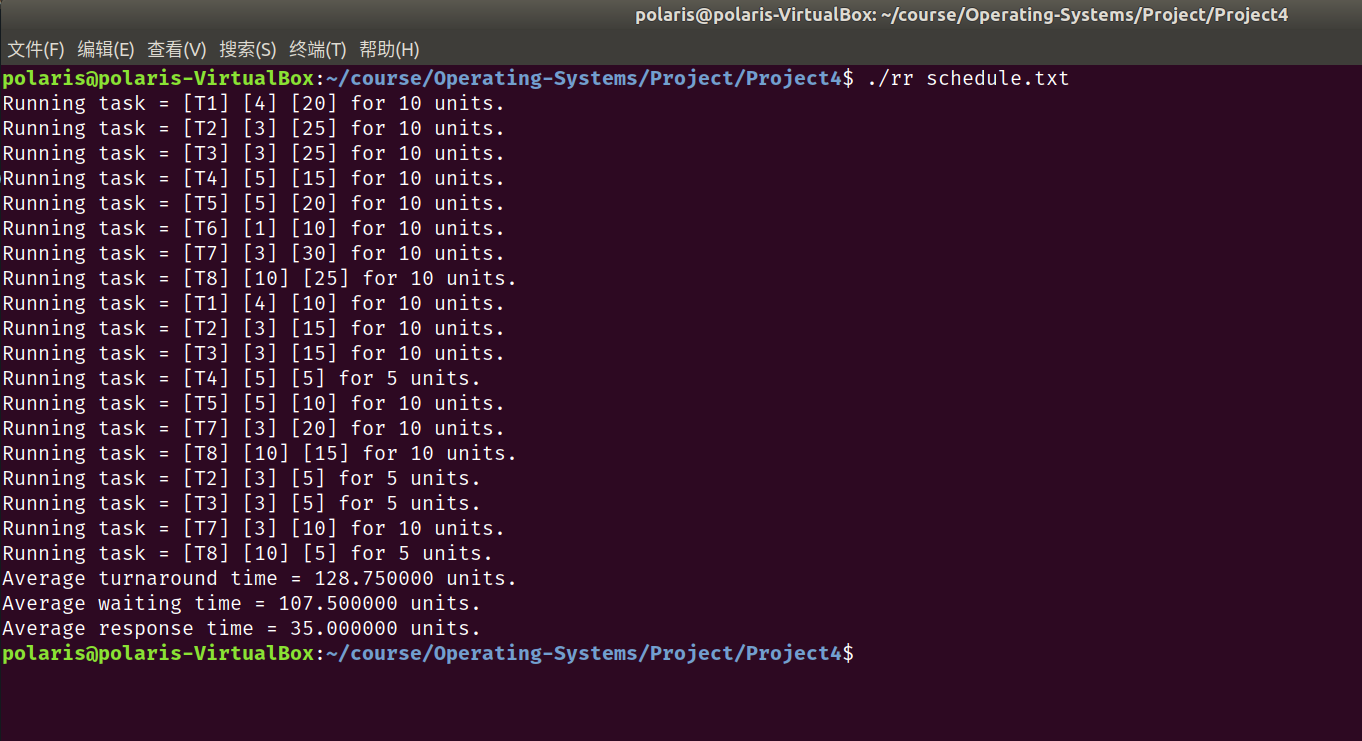 polaris@polaris-VirtualBox: ~/course/Operating-Systems/Project/Project4
文件(F) 编辑(E) 查看(V) 搜索(S) 终端(T) 帮助(H)
polaris@polaris-VirtualBox:~/course/Operating-Systems/Project/Project4$ ./rr schedule.txt
Running task = [T1] [4] [20] for 10 units.
Running task = [T2] [3] [25] for 10 units.
Running task = [T3] [3] [25] for 10 units.
Running task = [T4] [5] [15] for 10 units.
Running task = [T5] [5] [20] for 10 units.
Running task = [T6] [1] [10] for 10 units.
Running task = [T7] [3] [30] for 10 units.
Running task = [T8] [10] [25] for 10 units.
Running task = [T1] [4] [10] for 10 units.
Running task = [T2] [3] [15] for 10 units.
Running task = [T3] [3] [15] for 10 units.
Running task = [T4] [5] [5] for 5 units.
Running task = [T5] [5] [10] for 10 units.
Running task = [T7] [3] [20] for 10 units.
Running task = [T8] [10] [15] for 10 units.
Running task = [T2] [3] [5] for 5 units.
Running task = [T3] [3] [5] for 5 units.
Running task = [T7] [3] [10] for 10 units.
Running task = [T8] [10] [5] for 5 units.
Average turnaround time = 128.750000 units.
Average waiting time = 107.500000 units.
Average response time = 35.000000 units.
polaris@polaris-VirtualBox:~/course/Operating-Systems/Project/Project4$